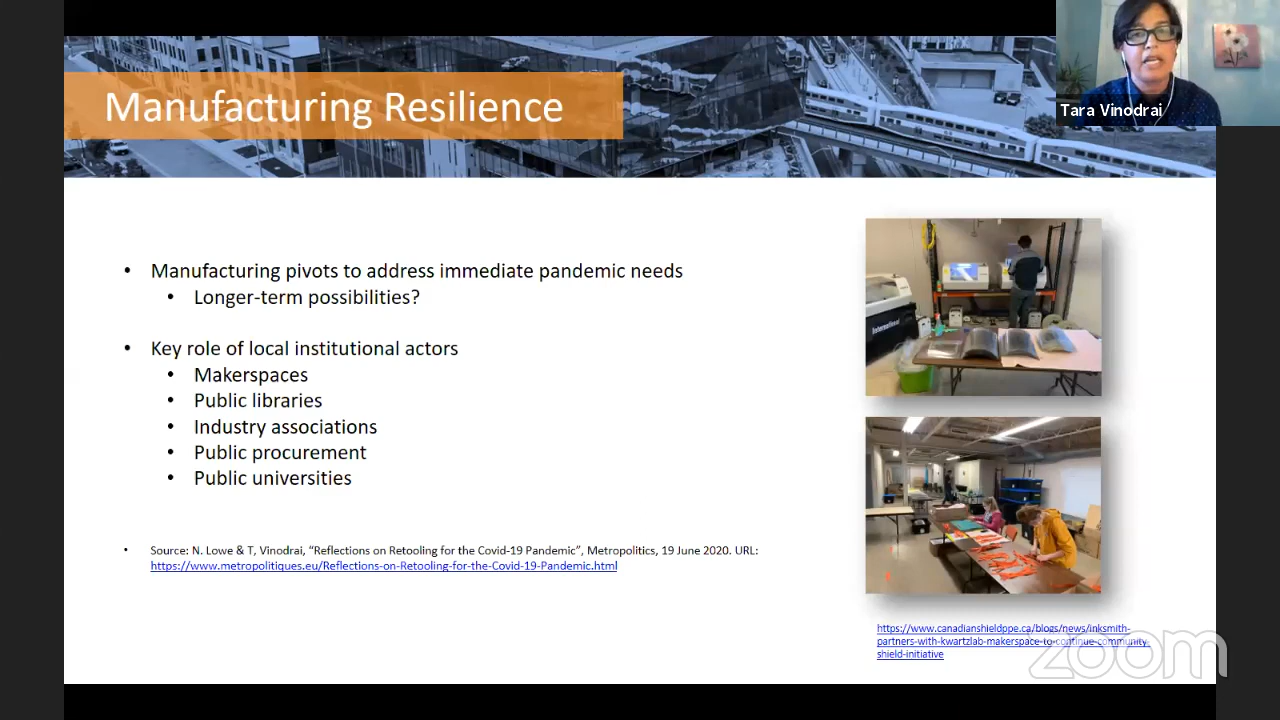 Manufacturing Resilience
Tara Vinodrai
• Manufacturing pivots to address immediate pandemic needs
• Longer-term possibilities?
• Key role of local institutional actors
• Makerspaces
• Public libraries
• Industry associations
• Public procurement
• Public universities
• Source: N. Lowe & T, Vinodrai, “Reflections on Retooling for the Covid-19 Pandemic”, Metropolitics, 19 June 2020. URL:
https://www.metropolitiques.eu/Reflections-on-Retooling-for-the-Covid-19-Pandemic.html
International
https://www.canadianshieldppe.ca/blogs/news/inksmith-
partners-with-kwartzlab-makerspace-to-continue-community-
shield-initiative
zoom